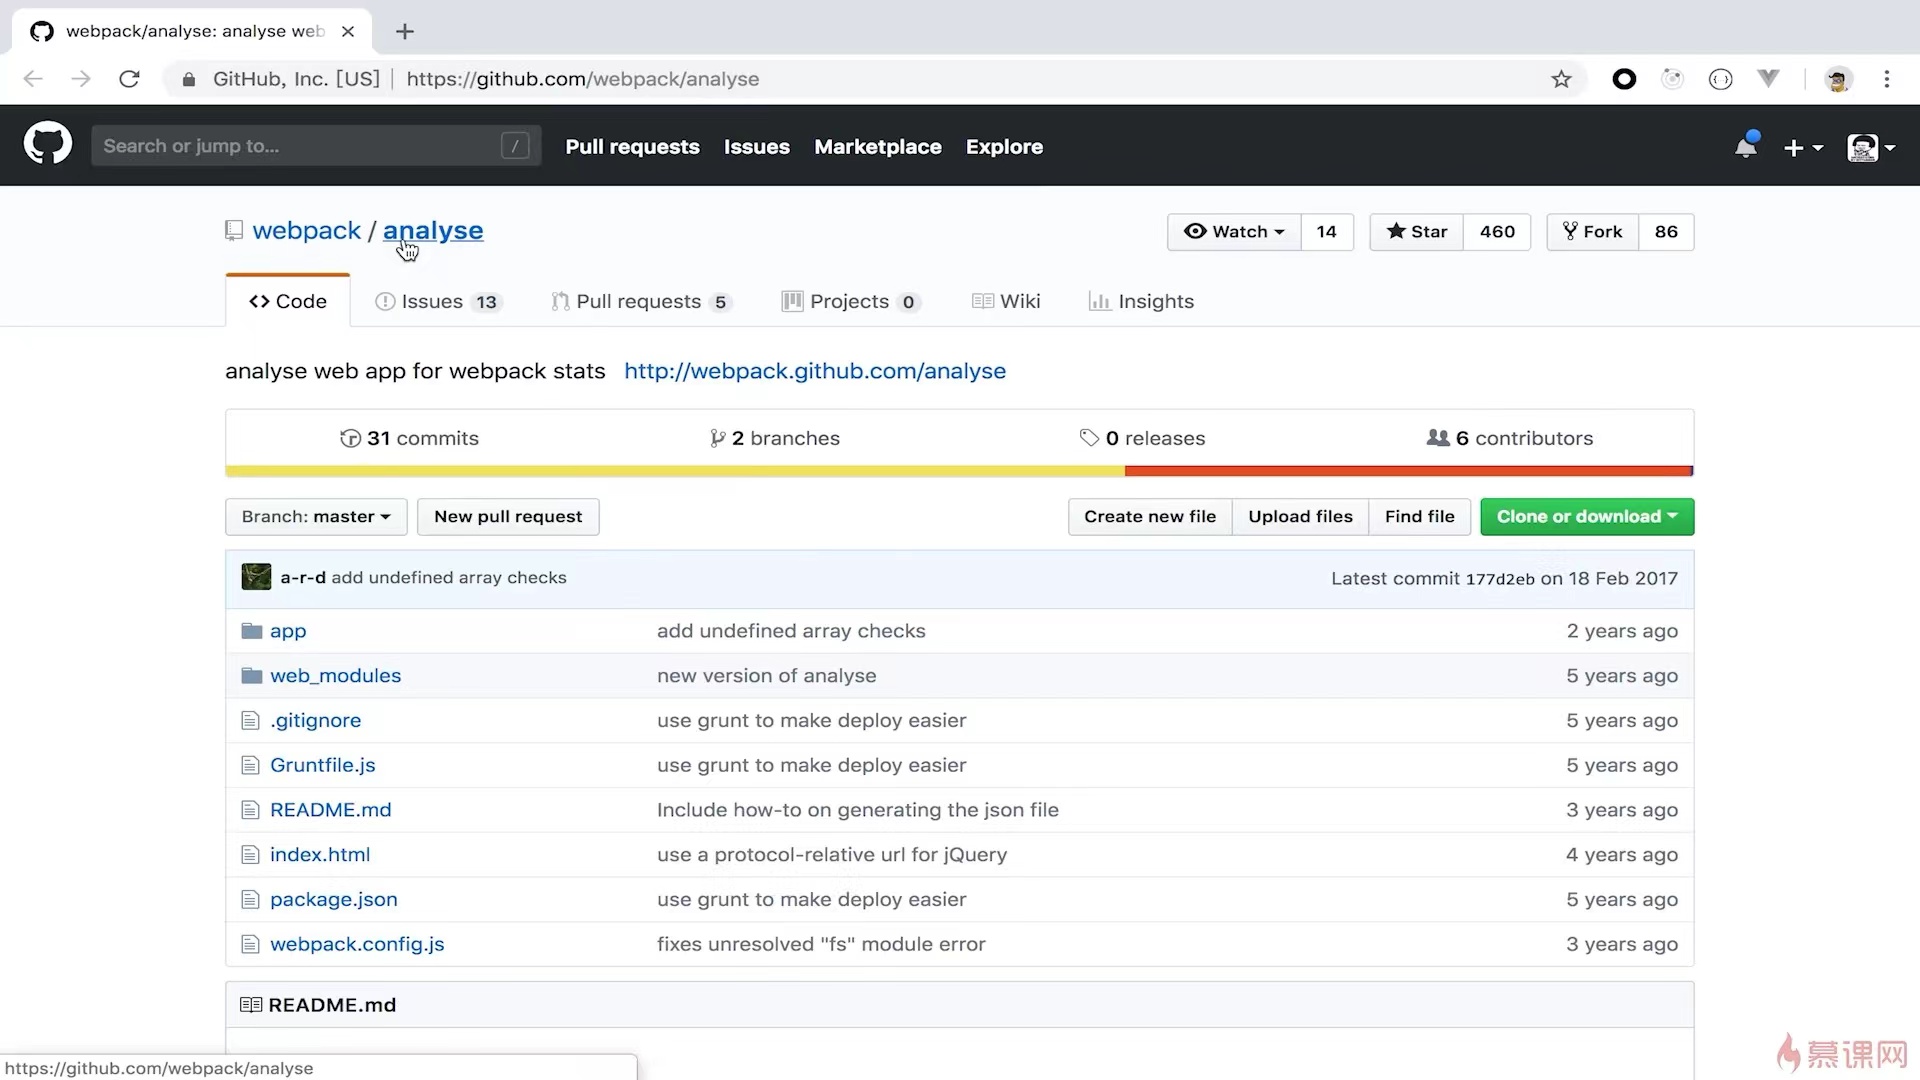 webpack/analyse: analyse web
GitHub, Inc. [US] | https://github.com/webpack/analyse
Search or jump to... /
Pull requests Issues Marketplace Explore
webpack / analyse
Watch 14 Star 460 Fork 86
Code Issues 13 Pull requests 5 Projects 0 Wiki Insights
analyse web app for webpack stats http://webpack.github.com/analyse
31 commits 2 branches 0 releases 6 contributors
Branch: master New pull request Create new file Upload files Find file Clone or download
a-r-d add undefined array checks Latest commit 177d2eb on 18 Feb 2017
app add undefined array checks 2 years ago
web_modules new version of analyse 5 years ago
.gitignore use grunt to make deploy easier 5 years ago
Gruntfile.js use grunt to make deploy easier 5 years ago
README.md Include how-to on generating the json file 3 years ago
index.html use a protocol-relative url for jQuery 4 years ago
package.json use grunt to make deploy easier 5 years ago
webpack.config.js fixes unresolved "fs" module error 3 years ago
README.md
https://github.com/webpack/analyse
慕课网